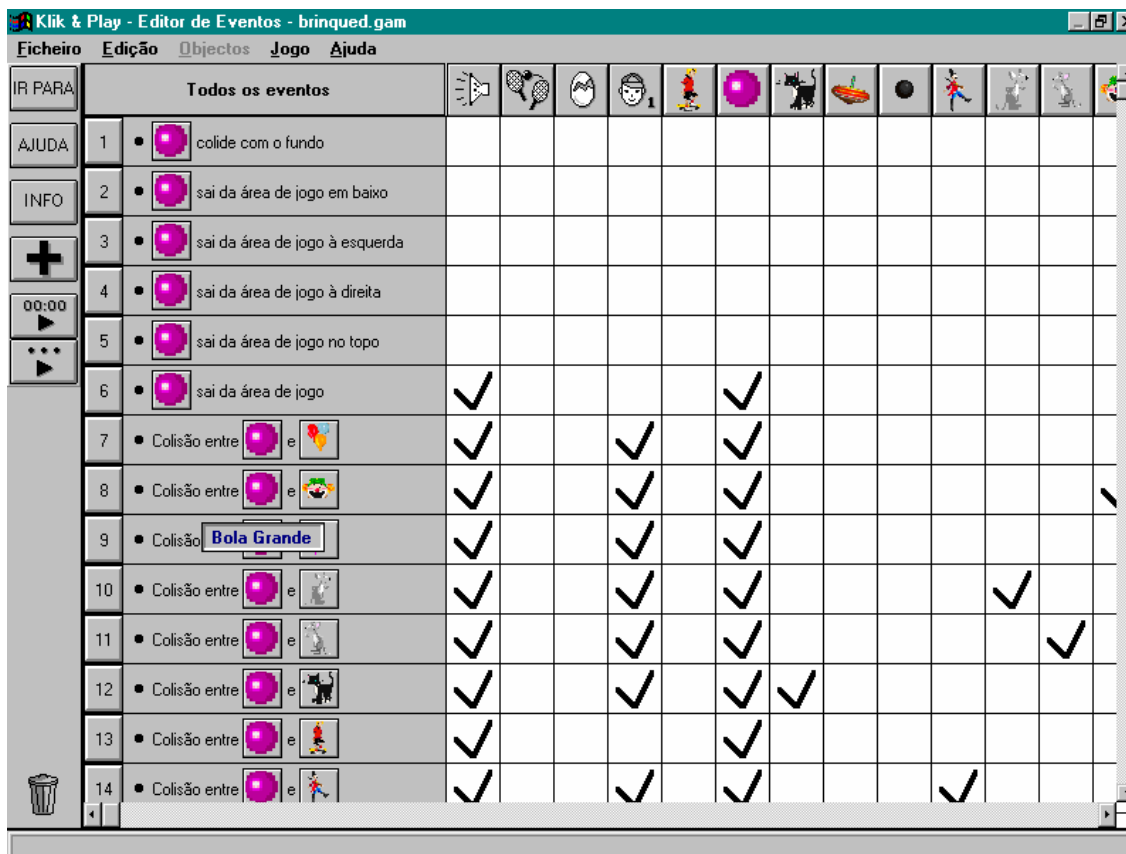 Klik & Play - Editor de Eventos - brinqued.gam
Ficheiro Edição Objectos Jogo Ajuda
IR PARA
Todos os eventos
1
AJUDA
1 • colide com o fundo
INFO
2 • sai da área de jogo em baixo
3 • sai da área de jogo à esquerda
00:00
4 • sai da área de jogo à direita
5 • sai da área de jogo no topo
6 • sai da área de jogo
7 • Colisão entre e
8 • Colisão entre e
9 • Colisão Bola Grande
10 • Colisão entre e
11 • Colisão entre e
12 • Colisão entre e
13 • Colisão entre e
14 • Colisão entre e